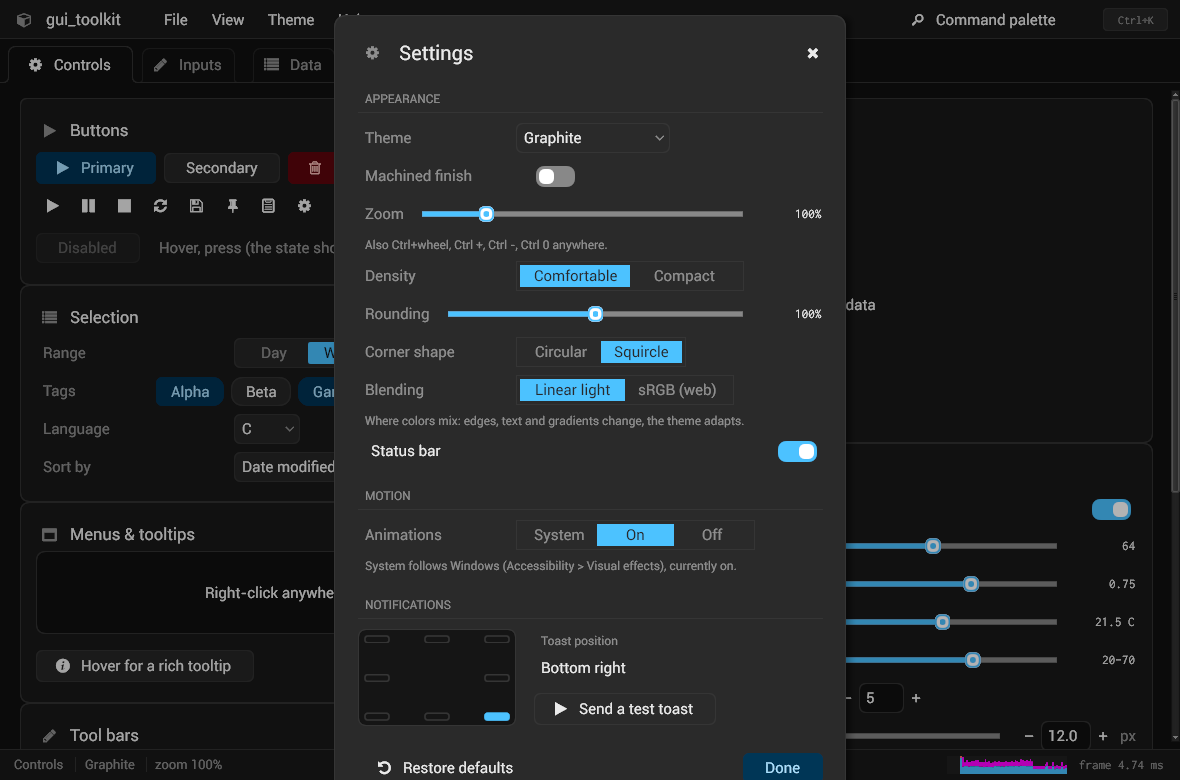 gui_toolkit File View Theme Command palette Ctrl+K
Controls Inputs Data
Settings
APPEARANCE
Theme Graphite
Machined finish
Zoom 100%
Also Ctrl+wheel, Ctrl +, Ctrl -, Ctrl 0 anywhere.
Density Comfortable Compact
Rounding 100%
Corner shape Circular Squircle
Blending Linear light sRGB (web)
Where colors mix: edges, text and gradients change, the theme adapts.
Status bar
MOTION
Animations System On Off
System follows Windows (Accessibility > Visual effects), currently on.
NOTIFICATIONS
Toast position
Bottom right
Send a test toast
Restore defaults Done
Buttons
Primary Secondary
Disabled Hover, press (the state
Selection
Range Day
Tags Alpha Beta
Language C
Sort by Date modified
Menus & tooltips
Right-click
Hover for a rich tooltip
Tool bars
data
64
0.75
21.5 C
20-70
- 5 +
- 12.0 + px
Controls Graphite zoom 100% frame 4.74 ms